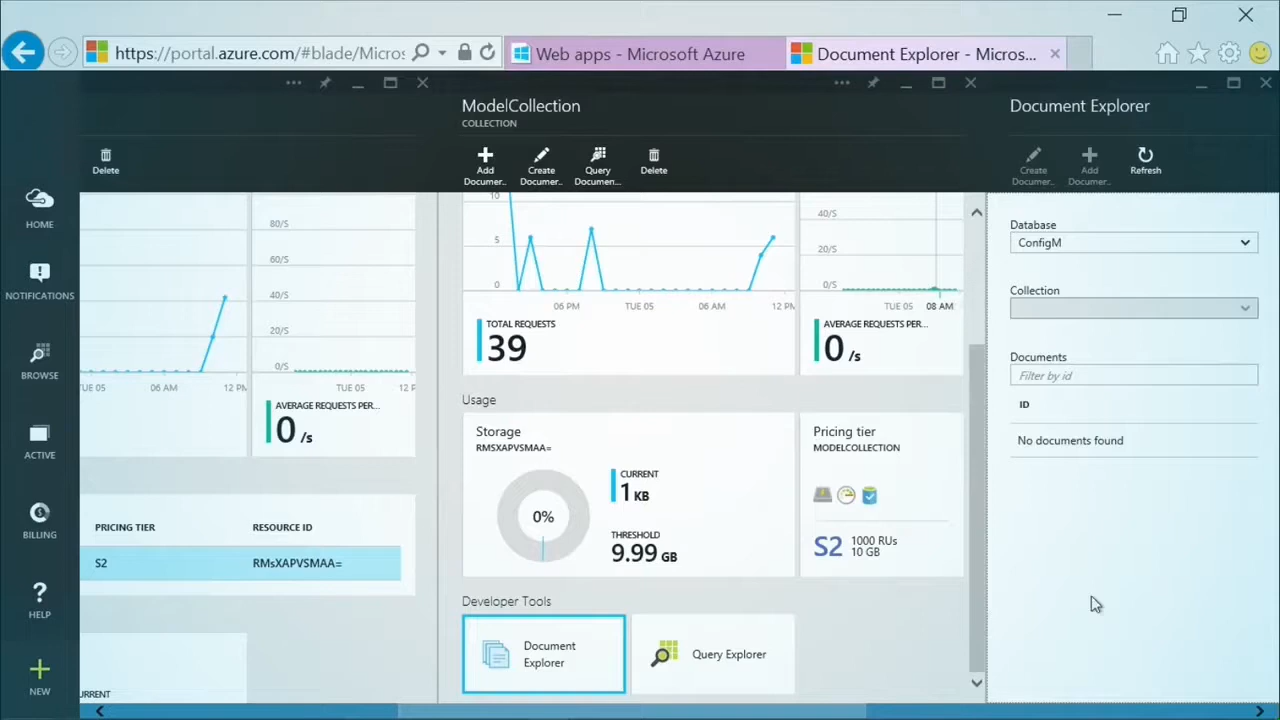 https://portal.azure.com/#blade/Micros
Web apps - Microsoft Azure
Document Explorer - Micros...
ModelCollection
COLLECTION
Document Explorer
Delete
Add
Documer..
Create
Documer..
Query
Documen...
Delete
Create
Documer..
Add
Documer..
Refresh
HOME
NOTIFICATIONS
BROWSE
ACTIVE
BILLING
HELP
NEW
80/S
60/S
40/S
20/S
0/S
TUE 05
06 AM
12 PM
TUE 05
12 P
AVERAGE REQUESTS PER...
0 /s
PRICING TIER
RESOURCE ID
S2
RMsXAPVSMAA=
URRENT
10
5
0
06 PM
TUE 05
06 AM
12 PM
TOTAL REQUESTS
39
40/S
20/S
0/S
TUE 05
08 AM
AVERAGE REQUESTS PER...
0 /s
Usage
Storage
RMSXAPVSMAA=
0%
CURRENT
1 KB
THRESHOLD
9.99 GB
Pricing tier
MODELCOLLECTION
S2
1000 RUs
10 GB
Developer Tools
Document
Explorer
Query Explorer
Database
ConfigM
Collection
Documents
Filter by id
ID
No documents found